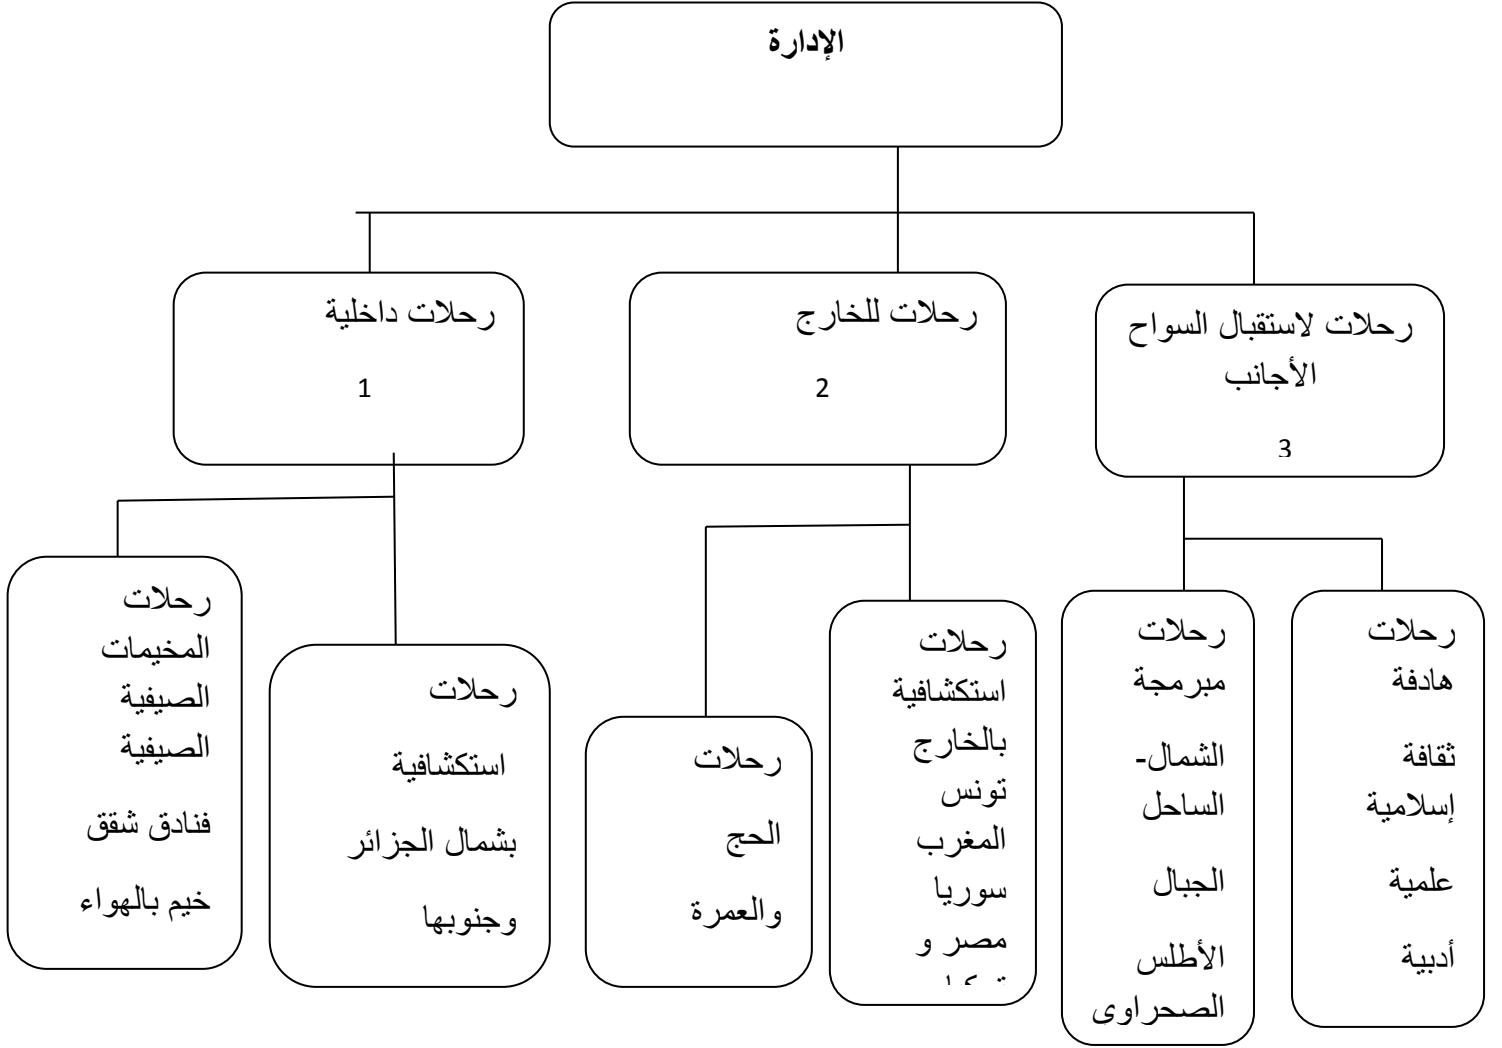 الإدارة
رحلات داخلية
1
رحلات للخارج
2
رحلات لاستقبال السواح
الأجانب
3
رحلات
المخيمات
الصيفية
الصيفية
فنادق شقق
خيم بالهواء
رحلات
استكشافية
بشمال الجزائر
وجنوبها
رحلات
الحج
والعمرة
رحلات
استكشافية
بالخارج
تونس
المغرب
سوريا
مصر و
رحلات
مبرمجة
الشمال-
الساحل
الجبال
الأطلس
الصحراوى
رحلات
هادفة
ثقافة
إسلامية
علمية
أدبية